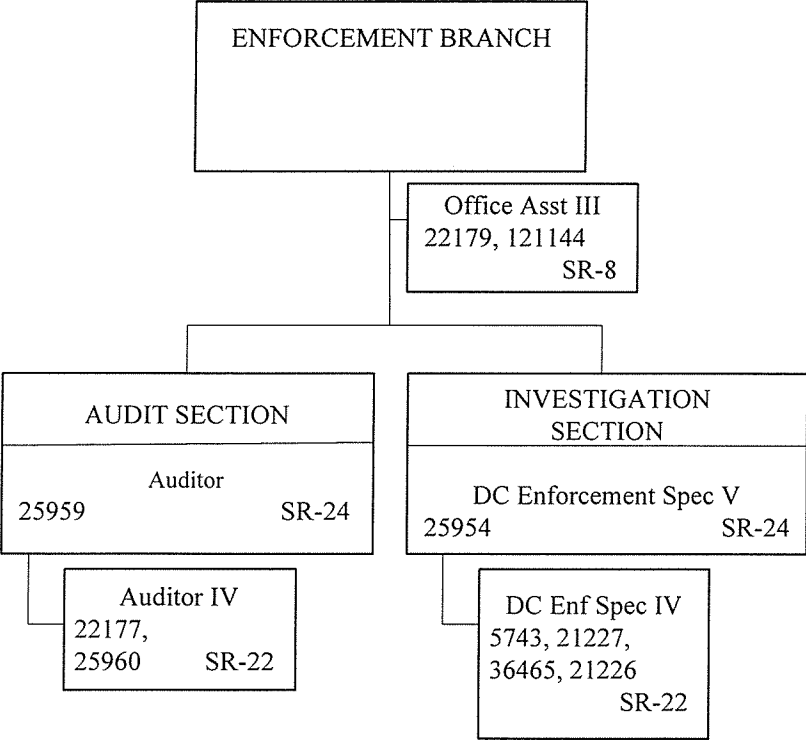 ENFORCEMENT BRANCH
Office Asst III
22179, 121144
SR-8
AUDIT SECTION
Auditor
25959 SR-24
Auditor IV
22177,
25960 SR-22
INVESTIGATION
SECTION
DC Enforcement Spec V
25954 SR-24
DC Enf Spec IV
5743, 21227,
36465, 21226
SR-22